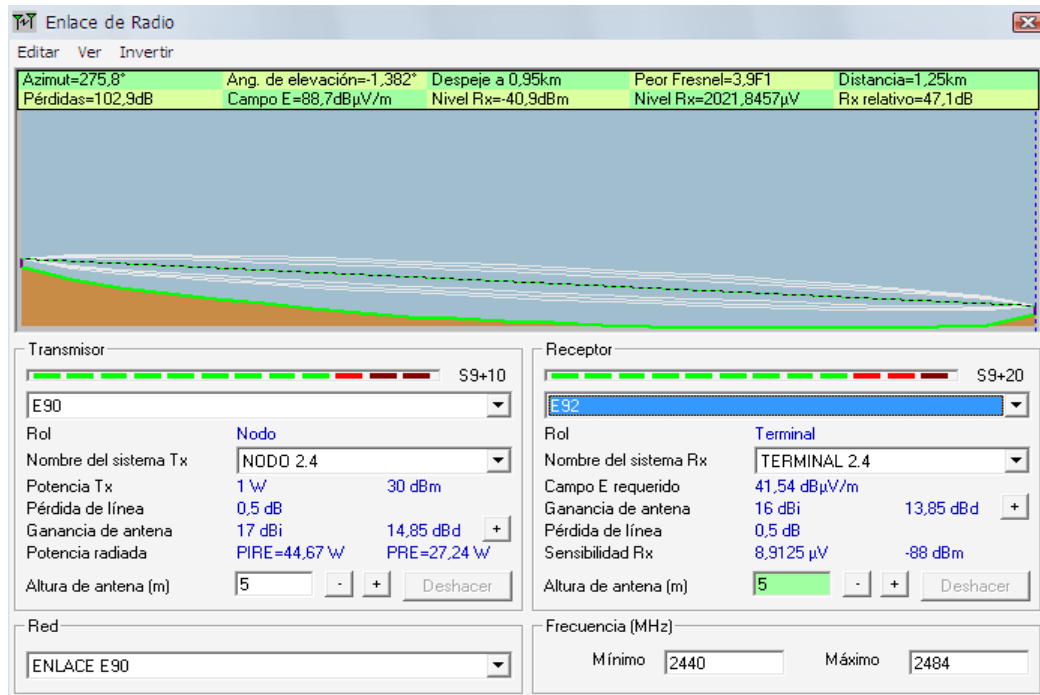 Enlace de Radio
Editar Ver Invertir
Azimut=275,8° Ang. de elevación=-1,382° Despeje a 0,95km Peor Fresnel=3,9F1 Distancia=1,25km
Pérdidas=102,9dB Campo E=88,7dBµV/m Nivel Rx=-40,9dBm Nivel Rx=2021,8457µV Rx relativo=47,1dB
Transmisor
S9+10
E90
Rol Nodo
Nombre del sistema Tx NODO 2.4
Potencia Tx 1 W 30 dBm
Pérdida de línea 0,5 dB
Ganancia de antena 17 dBi 14,85 dBd +
Potencia radiada PIRE=44,67 W PRE=27,24 W
Altura de antena (m) 5 - + Deshacer
Red
ENLACE E90
Receptor
S9+20
E92
Rol Terminal
Nombre del sistema Rx TERMINAL 2.4
Campo E requerido 41,54 dBµV/m
Ganancia de antena 16 dBi 13,85 dBd +
Pérdida de línea 0,5 dB
Sensibilidad Rx 8,9125 µV -88 dBm
Altura de antena (m) 5 - + Deshacer
Frecuencia (MHz)
Mínimo 2440 Máximo 2484